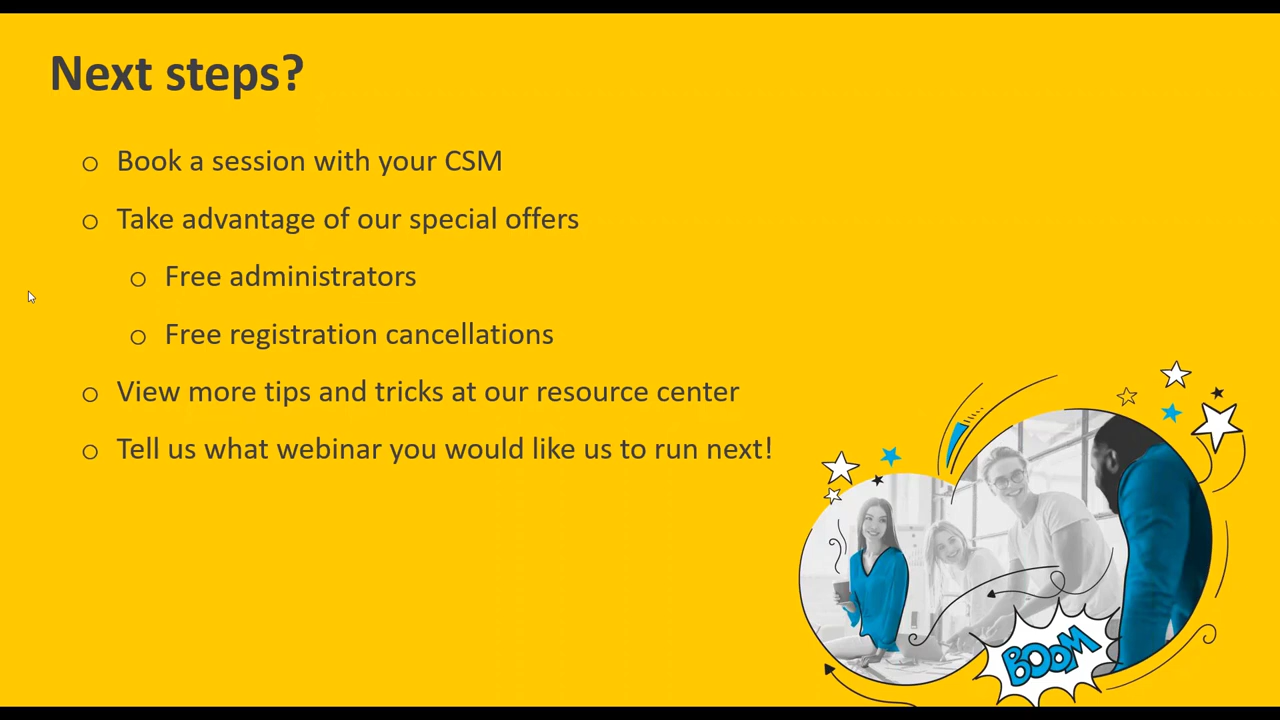 Next steps?
Book a session with your CSM
Take advantage of our special offers
Free administrators
Free registration cancellations
View more tips and tricks at our resource center
Tell us what webinar you would like us to run next!
BOOM